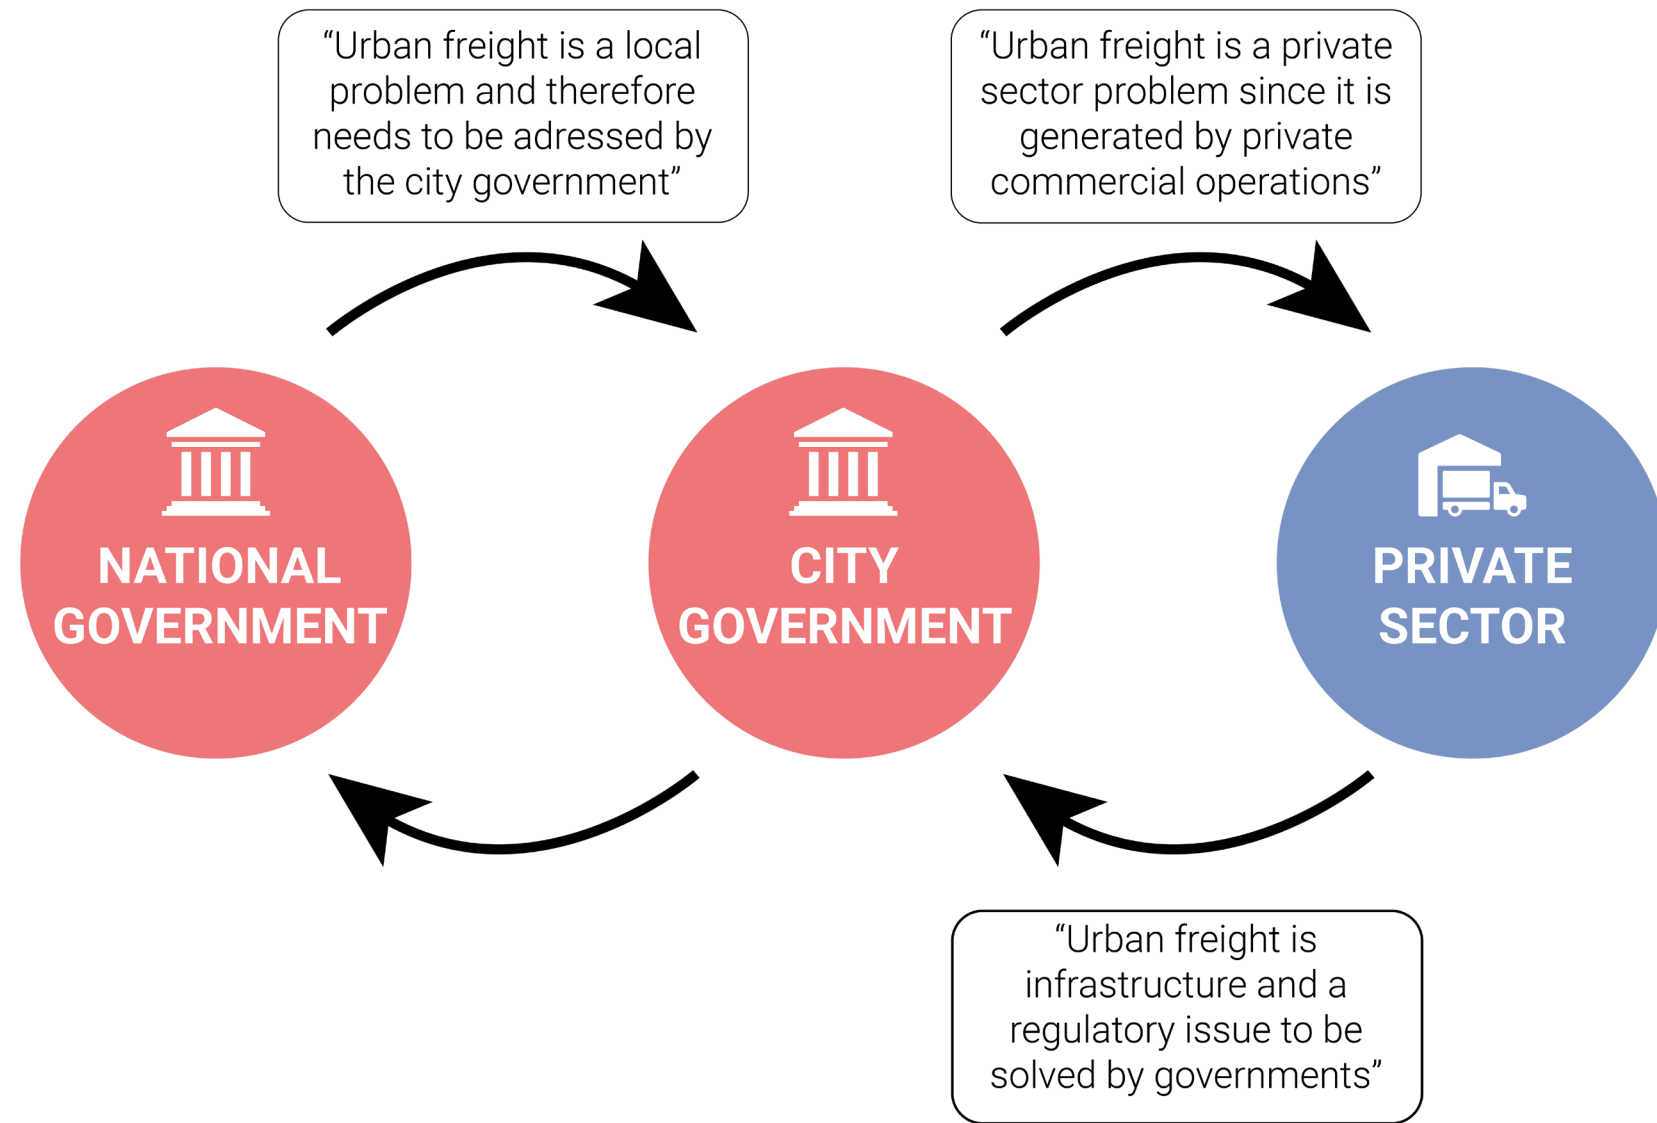 “Urban freight is a local
problem and therefore
needs to be adressed by
the city government”
“Urban freight is a private
sector problem since it is
generated by private
commercial operations”
NATIONAL
GOVERNMENT
CITY
GOVERNMENT
PRIVATE
SECTOR
“Urban freight is
infrastructure and a
regulatory issue to be
solved by governments”